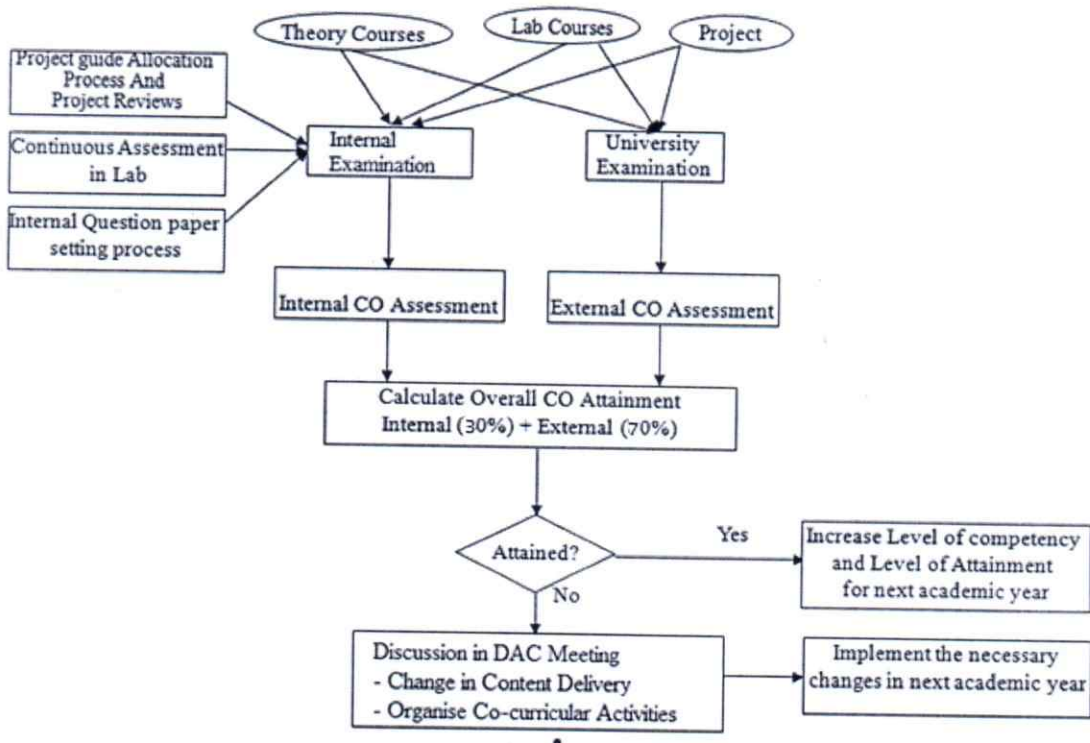 Theory Courses
Lab Courses
Project
Project guide Allocation
Process And
Project Reviews
Continuous Assessment
in Lab
Internal Question paper
setting process
Internal
Examination
University
Examination
Internal CO Assessment
External CO Assessment
Calculate Overall CO Attainment
Internal (30%) + External (70%)
Attained?
Yes
No
Increase Level of competency
and Level of Attainment
for next academic year
Discussion in DAC Meeting
- Change in Content Delivery
- Organise Co-curricular Activities
Implement the necessary
changes in next academic year